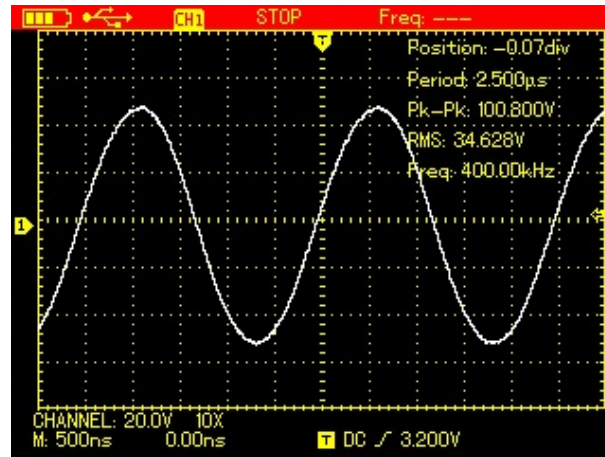 CH1 STOP Freq: ---
T
Position: -0.07div
Period: 2.500µs
Pk-Pk: 100.800V
RMS: 34.628V
Freq: 400.00kHz
1
CHANNEL: 20.0V 10X
M: 500ns 0.00ns T DC 3.200V